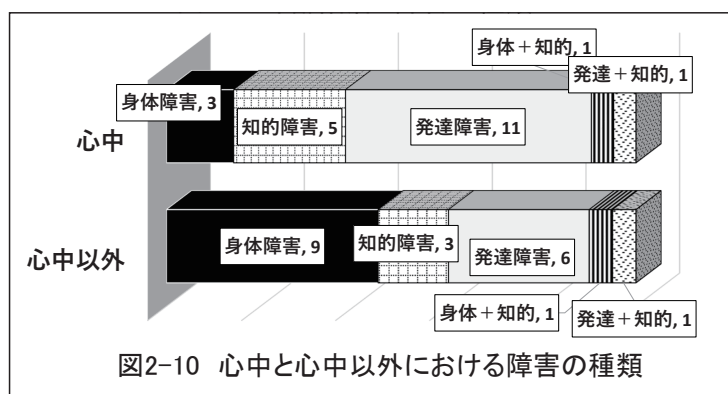 身体＋知的, 1
発達＋知的, 1
身体障害, 3
知的障害, 5
発達障害, 11
心中
身体障害, 9
知的障害, 3
発達障害, 6
心中以外
身体＋知的, 1
発達＋知的, 1
図2-10 心中と心中以外における障害の種類